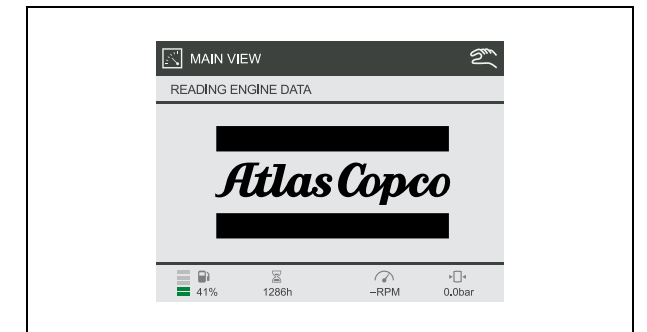 MAIN VIEW
READING ENGINE DATA
Atlas Copco
41% 1286h –RPM 0.0bar